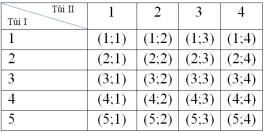 Túi II
Túi I
1 2 3 4
1 (1;1) (1;2) (1;3) (1;4)
2 (2;1) (2;2) (2;3) (2;4)
3 (3;1) (3;2) (3;3) (3;4)
4 (4;1) (4;2) (4;3) (4;4)
5 (5;1) (5;2) (5;3) (5;4)